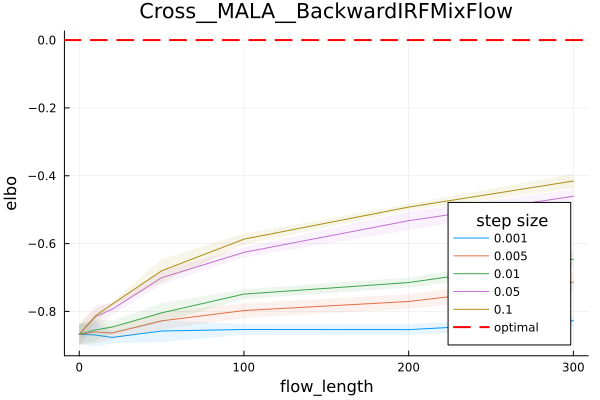 Cross__MALA__BackwardIRFMixFlow
0.0
−0.2
−0.4
−0.6
−0.8
elbo
step size
0.001
0.005
0.01
0.05
0.1
optimal
0
100
200
300
flow_length